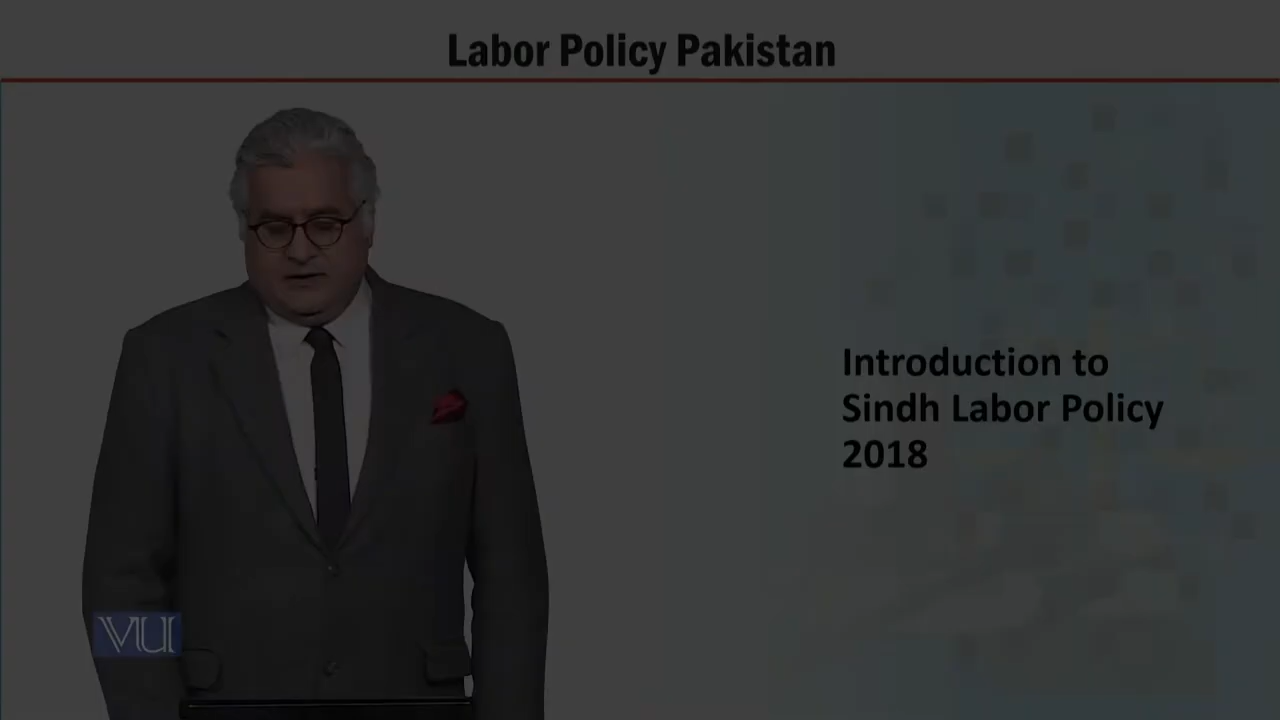 Labor Policy Pakistan
Introduction to
Sindh Labor Policy
2018
VU